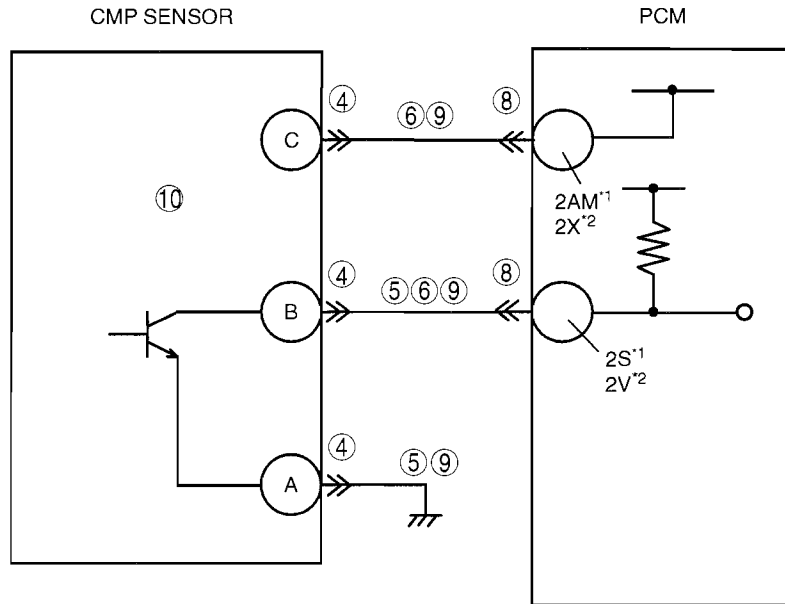 CMP SENSOR PCM
④ ⑥⑨ ⑧
C
2AM*1
2X*2
⑩
④ ⑤⑥⑨ ⑧
B
2S*1
2V*2
④ ⑤⑨
A